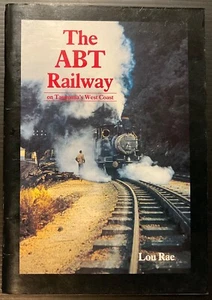 The
ABT
Railway
on Tasmania's West Coast
Lou Rae